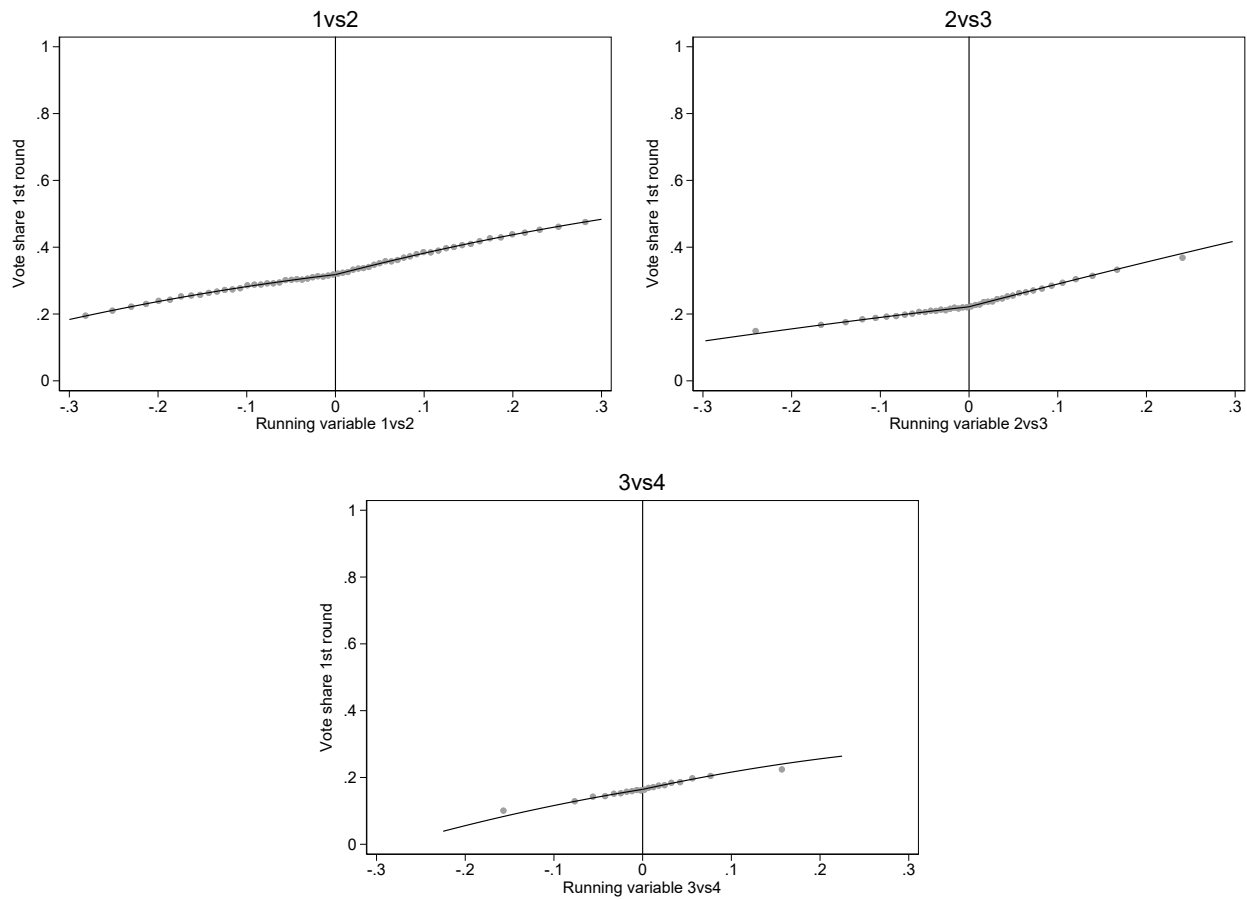 1vs2
Vote share 1st round
1
.8
.6
.4
.2
0
-.3 -.2 -.1 0 .1 .2 .3
Running variable 1vs2
2vs3
Vote share 1st round
1
.8
.6
.4
.2
0
-.3 -.2 -.1 0 .1 .2 .3
Running variable 2vs3
3vs4
Vote share 1st round
1
.8
.6
.4
.2
0
-.3 -.2 -.1 0 .1 .2 .3
Running variable 3vs4